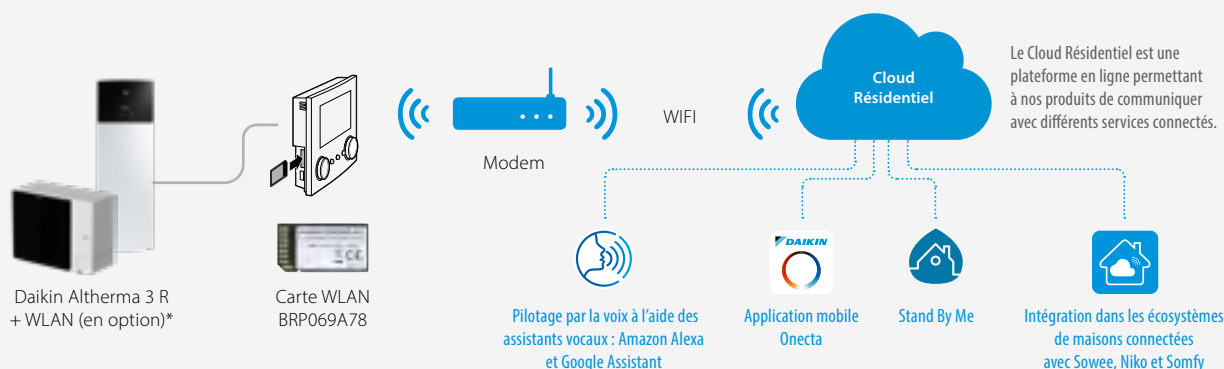 Le Cloud Résidentiel est une
plateforme en ligne permettant
à nos produits de communiquer
avec différents services connectés.
Cloud
Résidentiel
WIFI
Modem
Daikin Altherma 3 R
+ WLAN (en option)*
Carte WLAN
BRP069A78
DAIKIN
Pilotage par la voix à l'aide des
assistants vocaux : Amazon Alexa
et Google Assistant
Application mobile
Onecta
Stand By Me
Intégration dans les écosystèmes
de maisons connectées
avec Sowee, Niko et Somfy